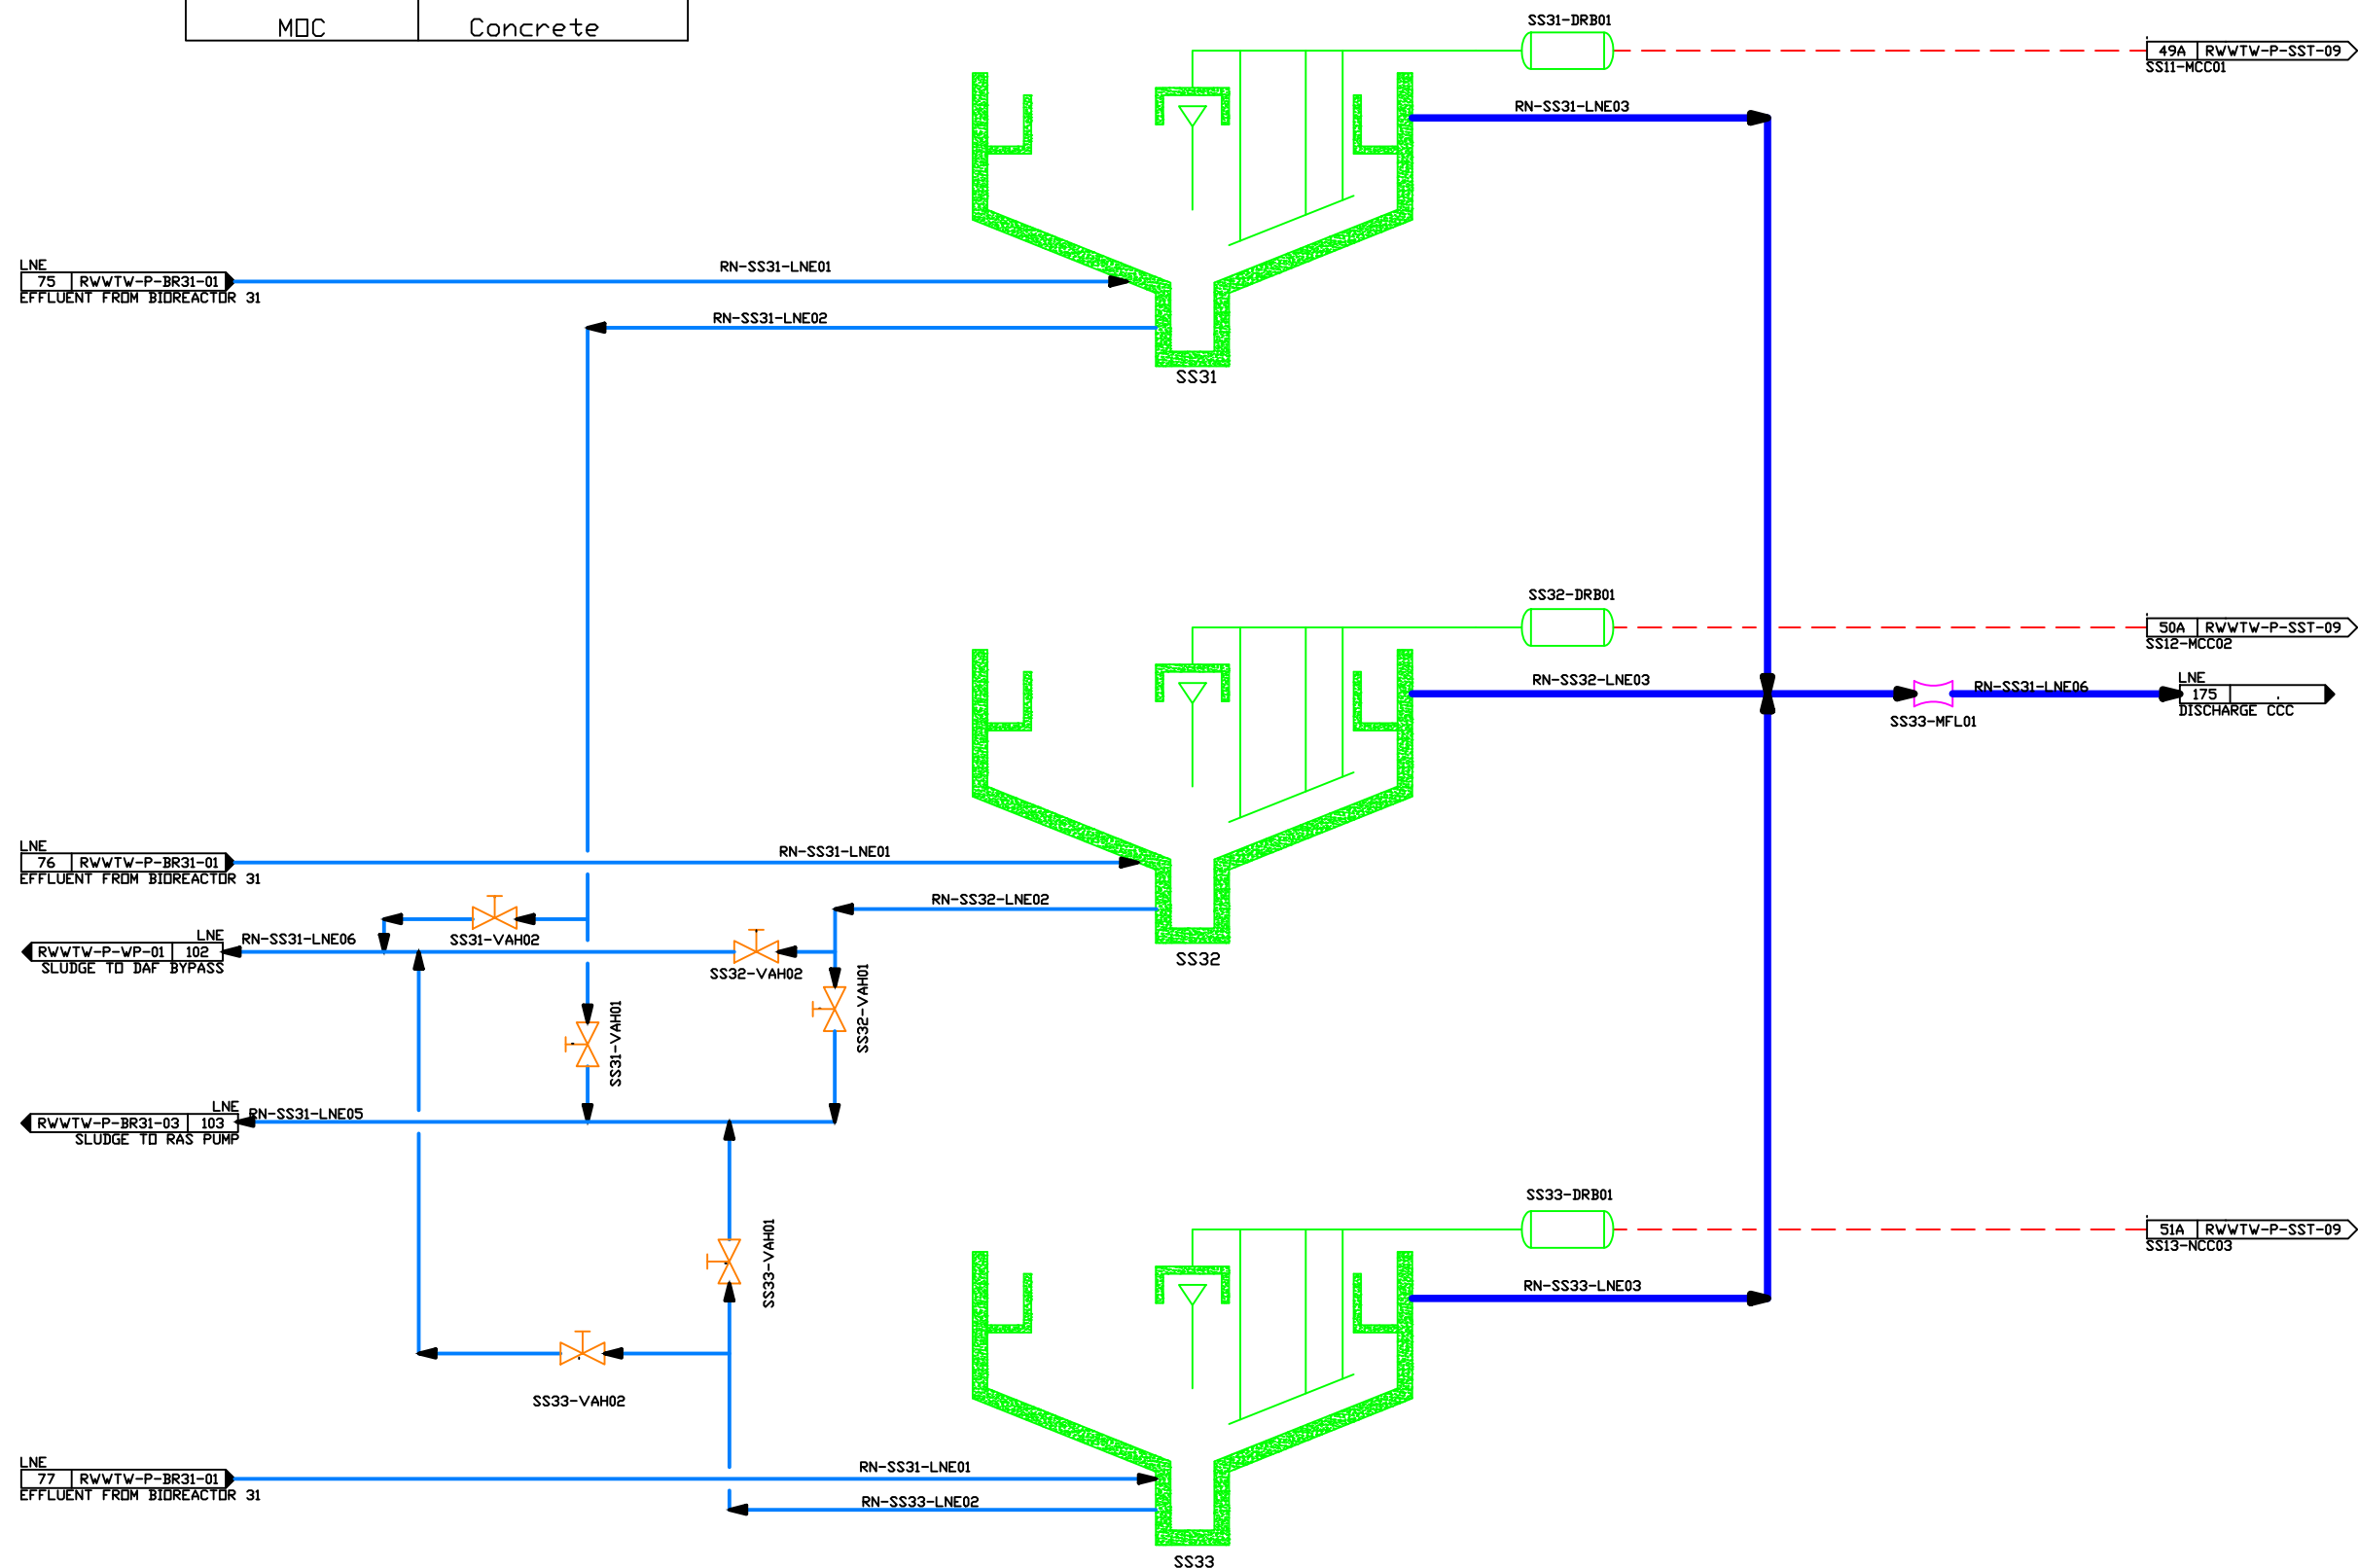 MOC Concrete
SS31-DRB01
49A RWWTW-P-SST-09
SS11-MCC01
RN-SS31-LNE03
LNE
75 RWWTW-P-BR31-01
EFFLUENT FROM BIOREACTOR 31
RN-SS31-LNE01
RN-SS31-LNE02
SS31
SS32-DRB01
50A RWWTW-P-SST-09
SS12-MCC02
RN-SS32-LNE03
RN-SS31-LNE06
LNE
175 .
DISCHARGE CCC
SS33-MFL01
LNE
76 RWWTW-P-BR31-01
EFFLUENT FROM BIOREACTOR 31
RN-SS31-LNE01
RN-SS32-LNE02
SS31-VAH02
LNE
RWWTW-P-WP-01 102
SLUDGE TO DAF BYPASS
RN-SS31-LNE06
SS32-VAH02
SS32
SS32-VAH01
SS31-VAH01
LNE
RWWTW-P-BR31-03 103
SLUDGE TO RAS PUMP
RN-SS31-LNE05
SS33-DRB01
51A RWWTW-P-SST-09
SS13-NCC03
SS33-VAH01
RN-SS33-LNE03
SS33-VAH02
LNE
77 RWWTW-P-BR31-01
EFFLUENT FROM BIOREACTOR 31
RN-SS31-LNE01
RN-SS33-LNE02
SS33